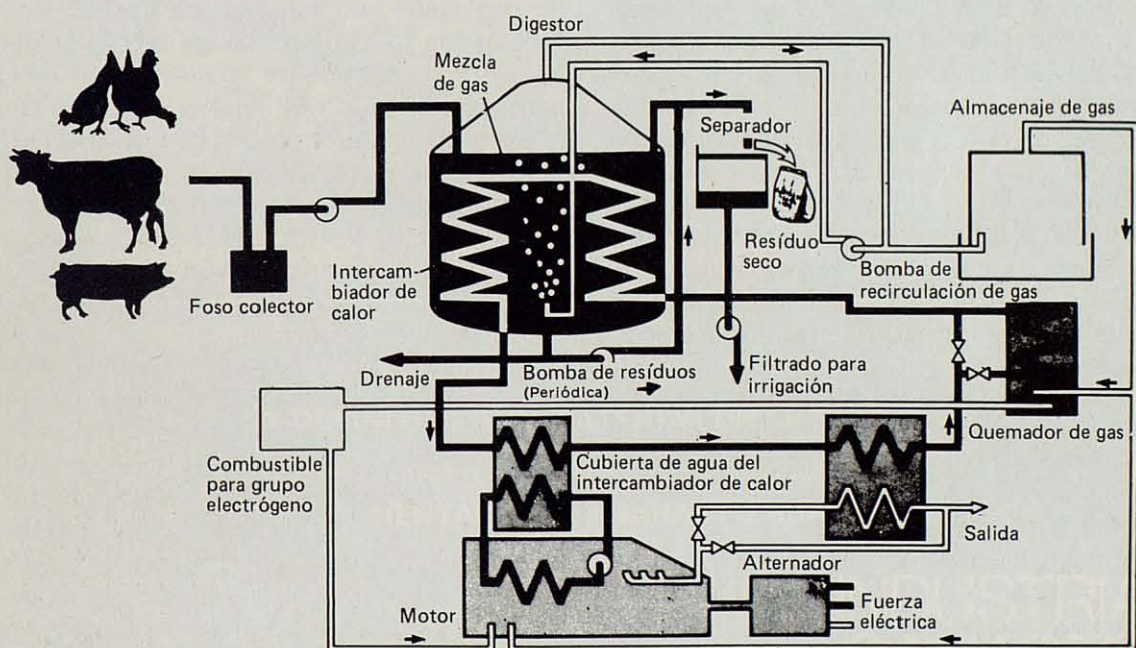 Digestor
Mezcla
de gas
Almacenaje de gas
Separador
Resíduo
seco
Bomba de
recirculación de gas
Intercam-
biador de
calor
Foso colector
Drenaje
Bomba de resíduos
(Periódica)
Filtrado para
irrigación
Quemador de gas
Combustible
para grupo
electrógeno
Cubierta de agua del
intercambiador de calor
Salida
Alternador
Motor
Fuerza
eléctrica